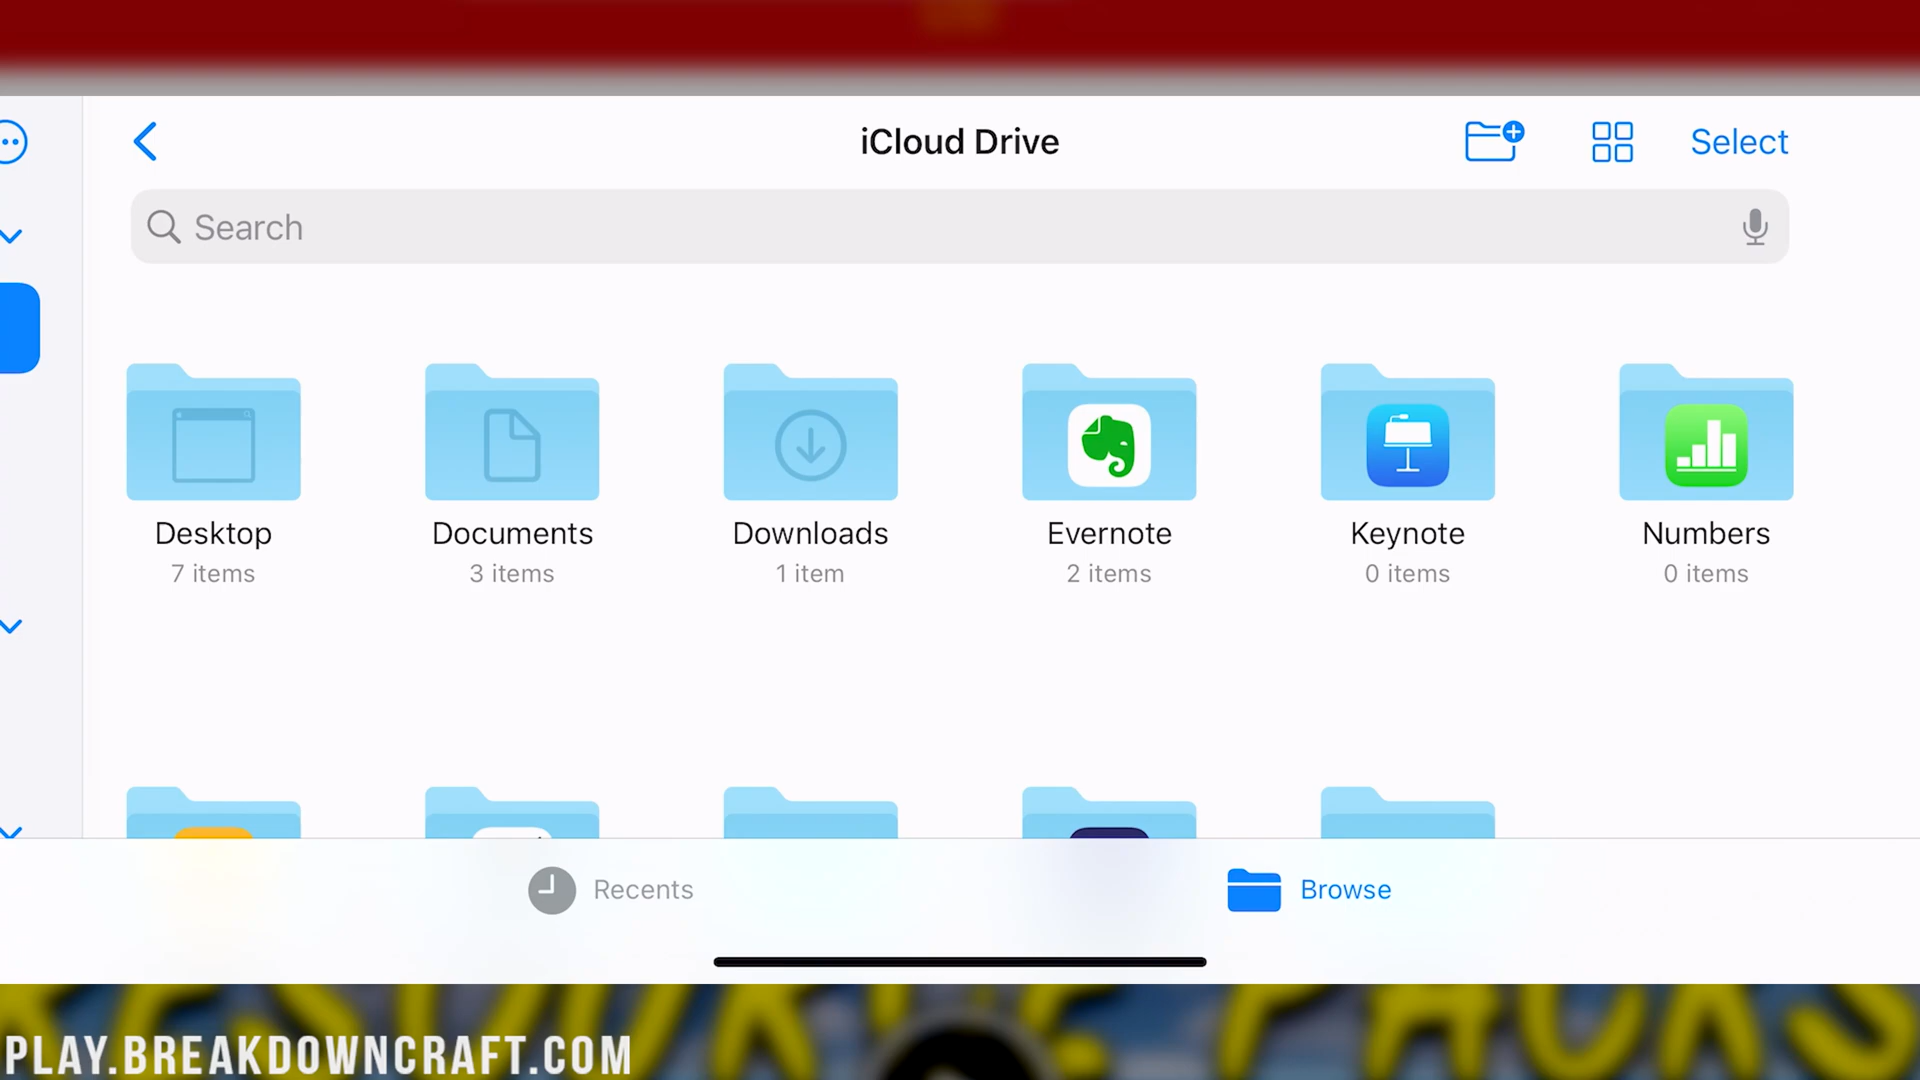 iCloud Drive
Select
Search
Desktop
7 items
Documents
3 items
Downloads
1 item
Evernote
2 items
Keynote
0 items
Numbers
0 items
Recents
Browse
PACKS
PLAY.BREAKDOWNCRAFT.COM